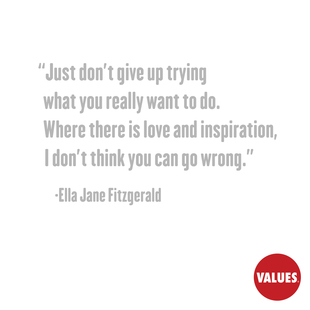 “Just don’t give up trying
what you really want to do.
Where there is love and inspiration,
I don’t think you can go wrong.”
-Ella Jane Fitzgerald
VALUES.